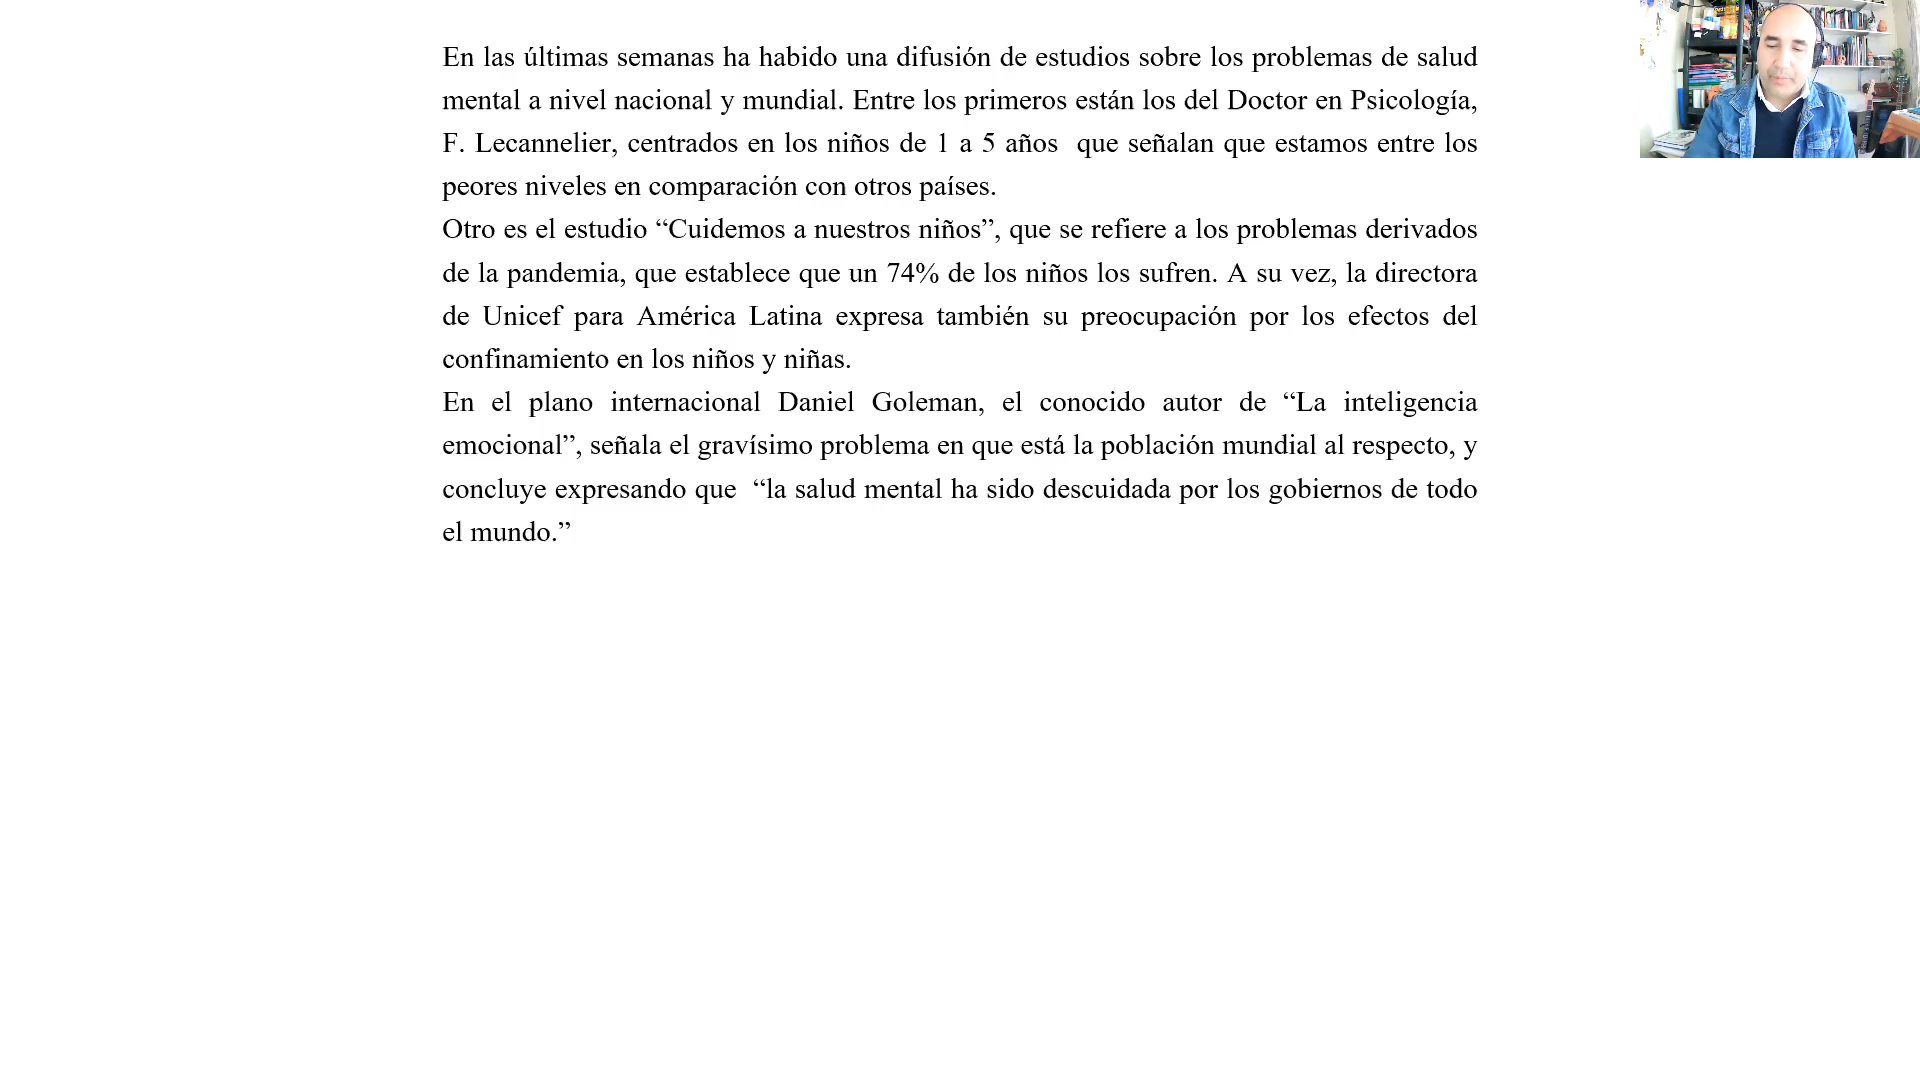 En las últimas semanas ha habido una difusión de estudios sobre los problemas de salud
mental a nivel nacional y mundial. Entre los primeros están los del Doctor en Psicología,
F. Lecannelier, centrados en los niños de 1 a 5 años  que señalan que estamos entre los
peores niveles en comparación con otros países.
Otro es el estudio “Cuidemos a nuestros niños”, que se refiere a los problemas derivados
de la pandemia, que establece que un 74% de los niños los sufren. A su vez, la directora
de Unicef para América Latina expresa también su preocupación por los efectos del
confinamiento en los niños y niñas.
En el plano internacional Daniel Goleman, el conocido autor de “La inteligencia
emocional”, señala el gravísimo problema en que está la población mundial al respecto, y
concluye expresando que  “la salud mental ha sido descuidada por los gobiernos de todo
el mundo.”